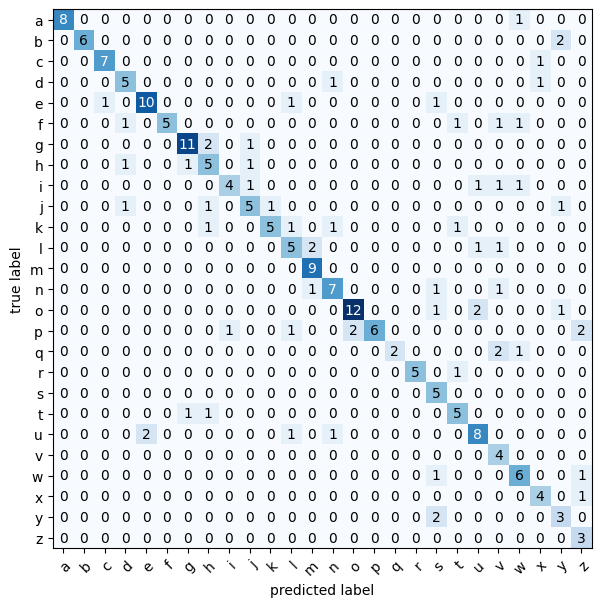 true label
a 8 0 0 0 0 0 0 0 0 0 0 0 0 0 0 0 0 0 0 0 0 0 1 0 0 0
b 0 6 0 0 0 0 0 0 0 0 0 0 0 0 0 0 0 0 0 0 0 0 0 0 2 0
c 0 0 7 0 0 0 0 0 0 0 0 0 0 0 0 0 0 0 0 0 0 0 0 1 0 0
d 0 0 0 5 0 0 0 0 0 0 0 0 0 1 0 0 0 0 0 0 0 0 0 1 0 0
e 0 0 1 0 10 0 0 0 0 0 0 1 0 0 0 0 0 0 1 0 0 0 0 0 0 0
f 0 0 0 1 0 5 0 0 0 0 0 0 0 0 0 0 0 0 0 1 0 1 1 0 0 0
g 0 0 0 0 0 0 11 2 0 1 0 0 0 0 0 0 0 0 0 0 0 0 0 0 0 0
h 0 0 0 1 0 0 1 5 0 1 0 0 0 0 0 0 0 0 0 0 0 0 0 0 0 0
i 0 0 0 0 0 0 0 0 4 1 0 0 0 0 0 0 0 0 0 0 1 1 1 0 0 0
j 0 0 0 1 0 0 0 1 0 5 1 0 0 0 0 0 0 0 0 0 0 0 0 0 1 0
k 0 0 0 0 0 0 0 1 0 0 5 1 0 1 0 0 0 0 0 1 0 0 0 0 0 0
l 0 0 0 0 0 0 0 0 0 0 0 5 2 0 0 0 0 0 0 0 1 1 0 0 0 0
m 0 0 0 0 0 0 0 0 0 0 0 0 9 0 0 0 0 0 0 0 0 0 0 0 0 0
n 0 0 0 0 0 0 0 0 0 0 0 0 1 7 0 0 0 0 1 0 0 1 0 0 0 0
o 0 0 0 0 0 0 0 0 0 0 0 0 0 0 12 0 0 0 1 0 2 0 0 0 1 0
p 0 0 0 0 0 0 0 0 1 0 0 1 0 0 2 6 0 0 0 0 0 0 0 0 0 2
q 0 0 0 0 0 0 0 0 0 0 0 0 0 0 0 0 2 0 0 0 0 2 1 0 0 0
r 0 0 0 0 0 0 0 0 0 0 0 0 0 0 0 0 0 5 0 1 0 0 0 0 0 0
s 0 0 0 0 0 0 0 0 0 0 0 0 0 0 0 0 0 0 5 0 0 0 0 0 0 0
t 0 0 0 0 0 0 1 1 0 0 0 0 0 0 0 0 0 0 0 5 0 0 0 0 0 0
u 0 0 0 0 2 0 0 0 0 0 0 1 0 1 0 0 0 0 0 0 8 0 0 0 0 0
v 0 0 0 0 0 0 0 0 0 0 0 0 0 0 0 0 0 0 0 0 0 4 0 0 0 0
w 0 0 0 0 0 0 0 0 0 0 0 0 0 0 0 0 0 0 1 0 0 0 6 0 0 1
x 0 0 0 0 0 0 0 0 0 0 0 0 0 0 0 0 0 0 0 0 0 0 0 4 0 1
y 0 0 0 0 0 0 0 0 0 0 0 0 0 0 0 0 0 0 2 0 0 0 0 0 3 0
z 0 0 0 0 0 0 0 0 0 0 0 0 0 0 0 0 0 0 0 0 0 0 0 0 0 3
a b c d e f g h i j k l m n o p q r s t u v w x y z
predicted label